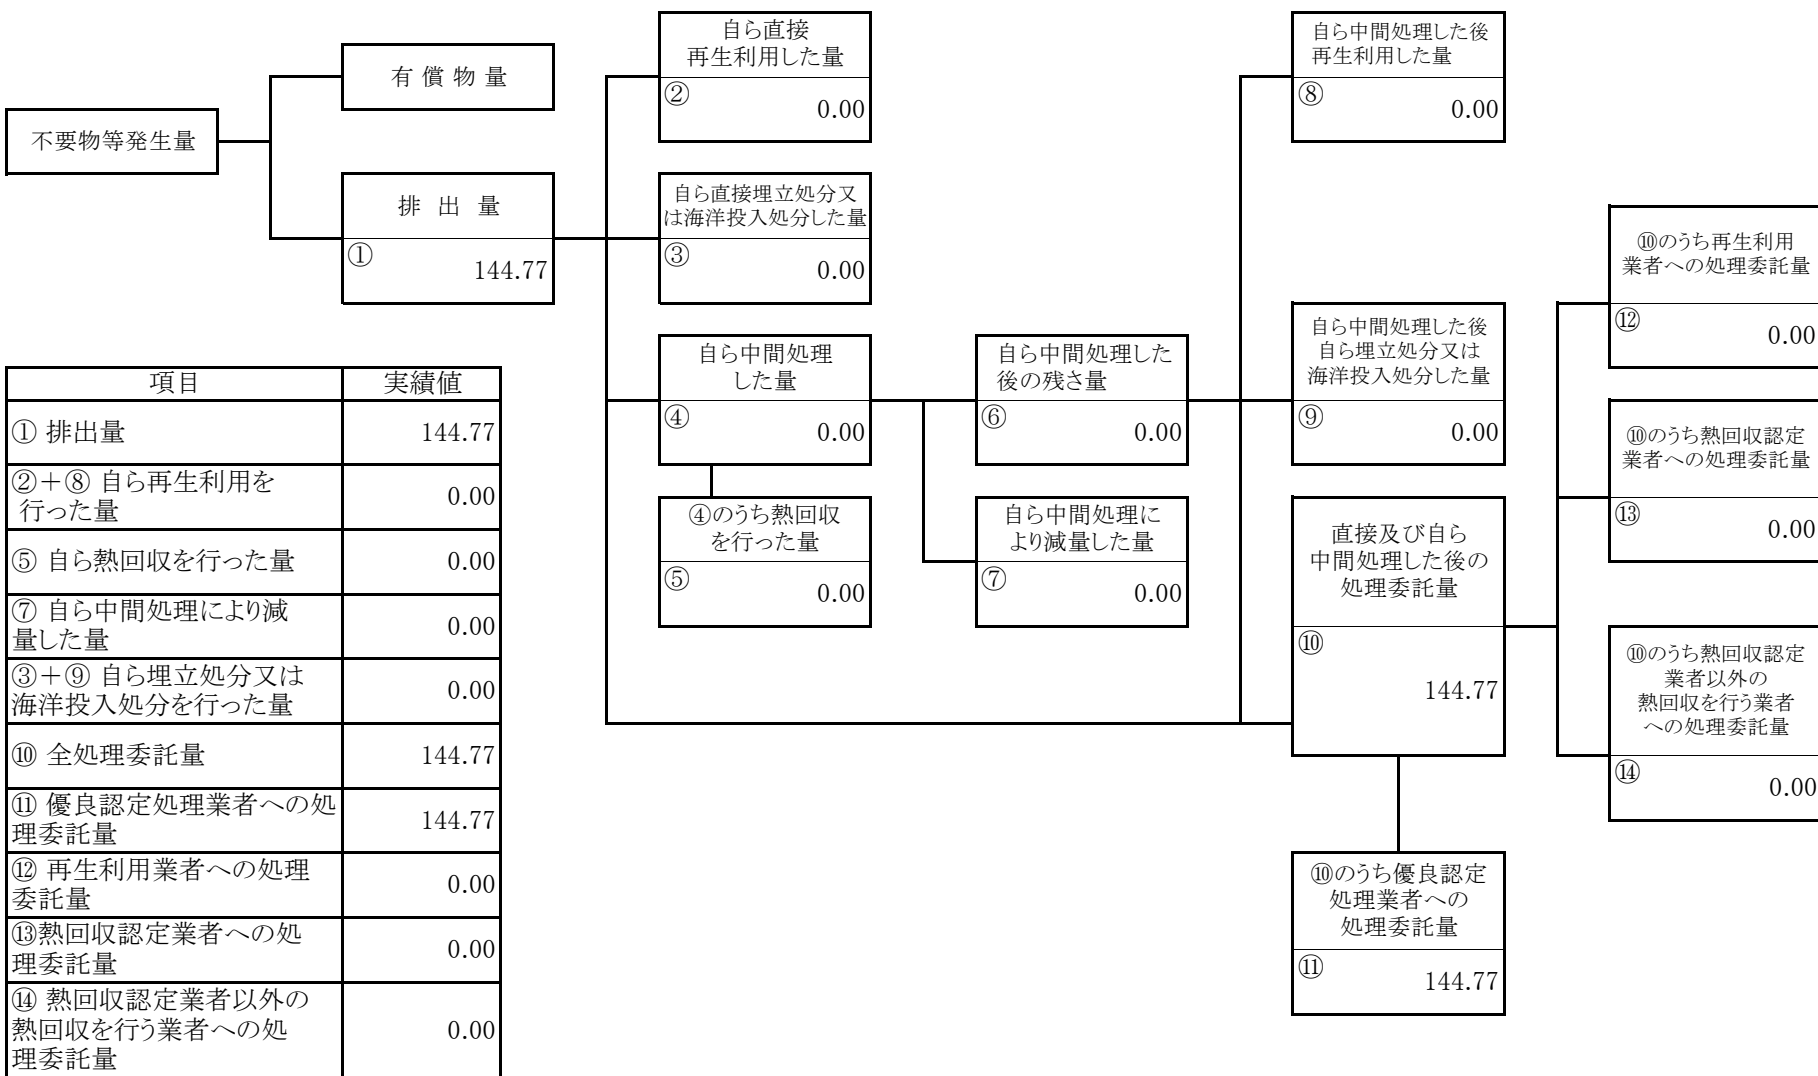 不要物等発生量
有 償 物 量
排 出 量
①
144.77
自ら直接
再生利用した量
②
0.00
自ら直接埋立処分又
は海洋投入処分した量
③
0.00
自ら中間処理
した量
④
0.00
④のうち熱回収
を行った量
⑤
0.00
自ら中間処理した
後の残さ量
⑥
0.00
自ら中間処理に
より減量した量
⑦
0.00
自ら中間処理した後
再生利用した量
⑧
0.00
自ら中間処理した後
自ら埋立処分又は
海洋投入処分した量
⑨
0.00
直接及び自ら
中間処理した後の
処理委託量
⑩
144.77
⑩のうち優良認定
処理業者への
処理委託量
⑪
144.77
⑩のうち再生利用
業者への処理委託量
⑫
0.00
⑩のうち熱回収認定
業者への処理委託量
⑬
0.00
⑩のうち熱回収認定
業者以外の
熱回収を行う業者
への処理委託量
⑭
0.00
項目 実績値
① 排出量 144.77
②＋⑧ 自ら再生利用を
行った量 0.00
⑤ 自ら熱回収を行った量 0.00
⑦ 自ら中間処理により減
量した量 0.00
③＋⑨ 自ら埋立処分又は
海洋投入処分を行った量 0.00
⑩ 全処理委託量 144.77
⑪ 優良認定処理業者への処
理委託量 144.77
⑫ 再生利用業者への処理
委託量 0.00
⑬熱回収認定業者への処
理委託量 0.00
⑭ 熱回収認定業者以外の
熱回収を行う業者への処
理委託量 0.00